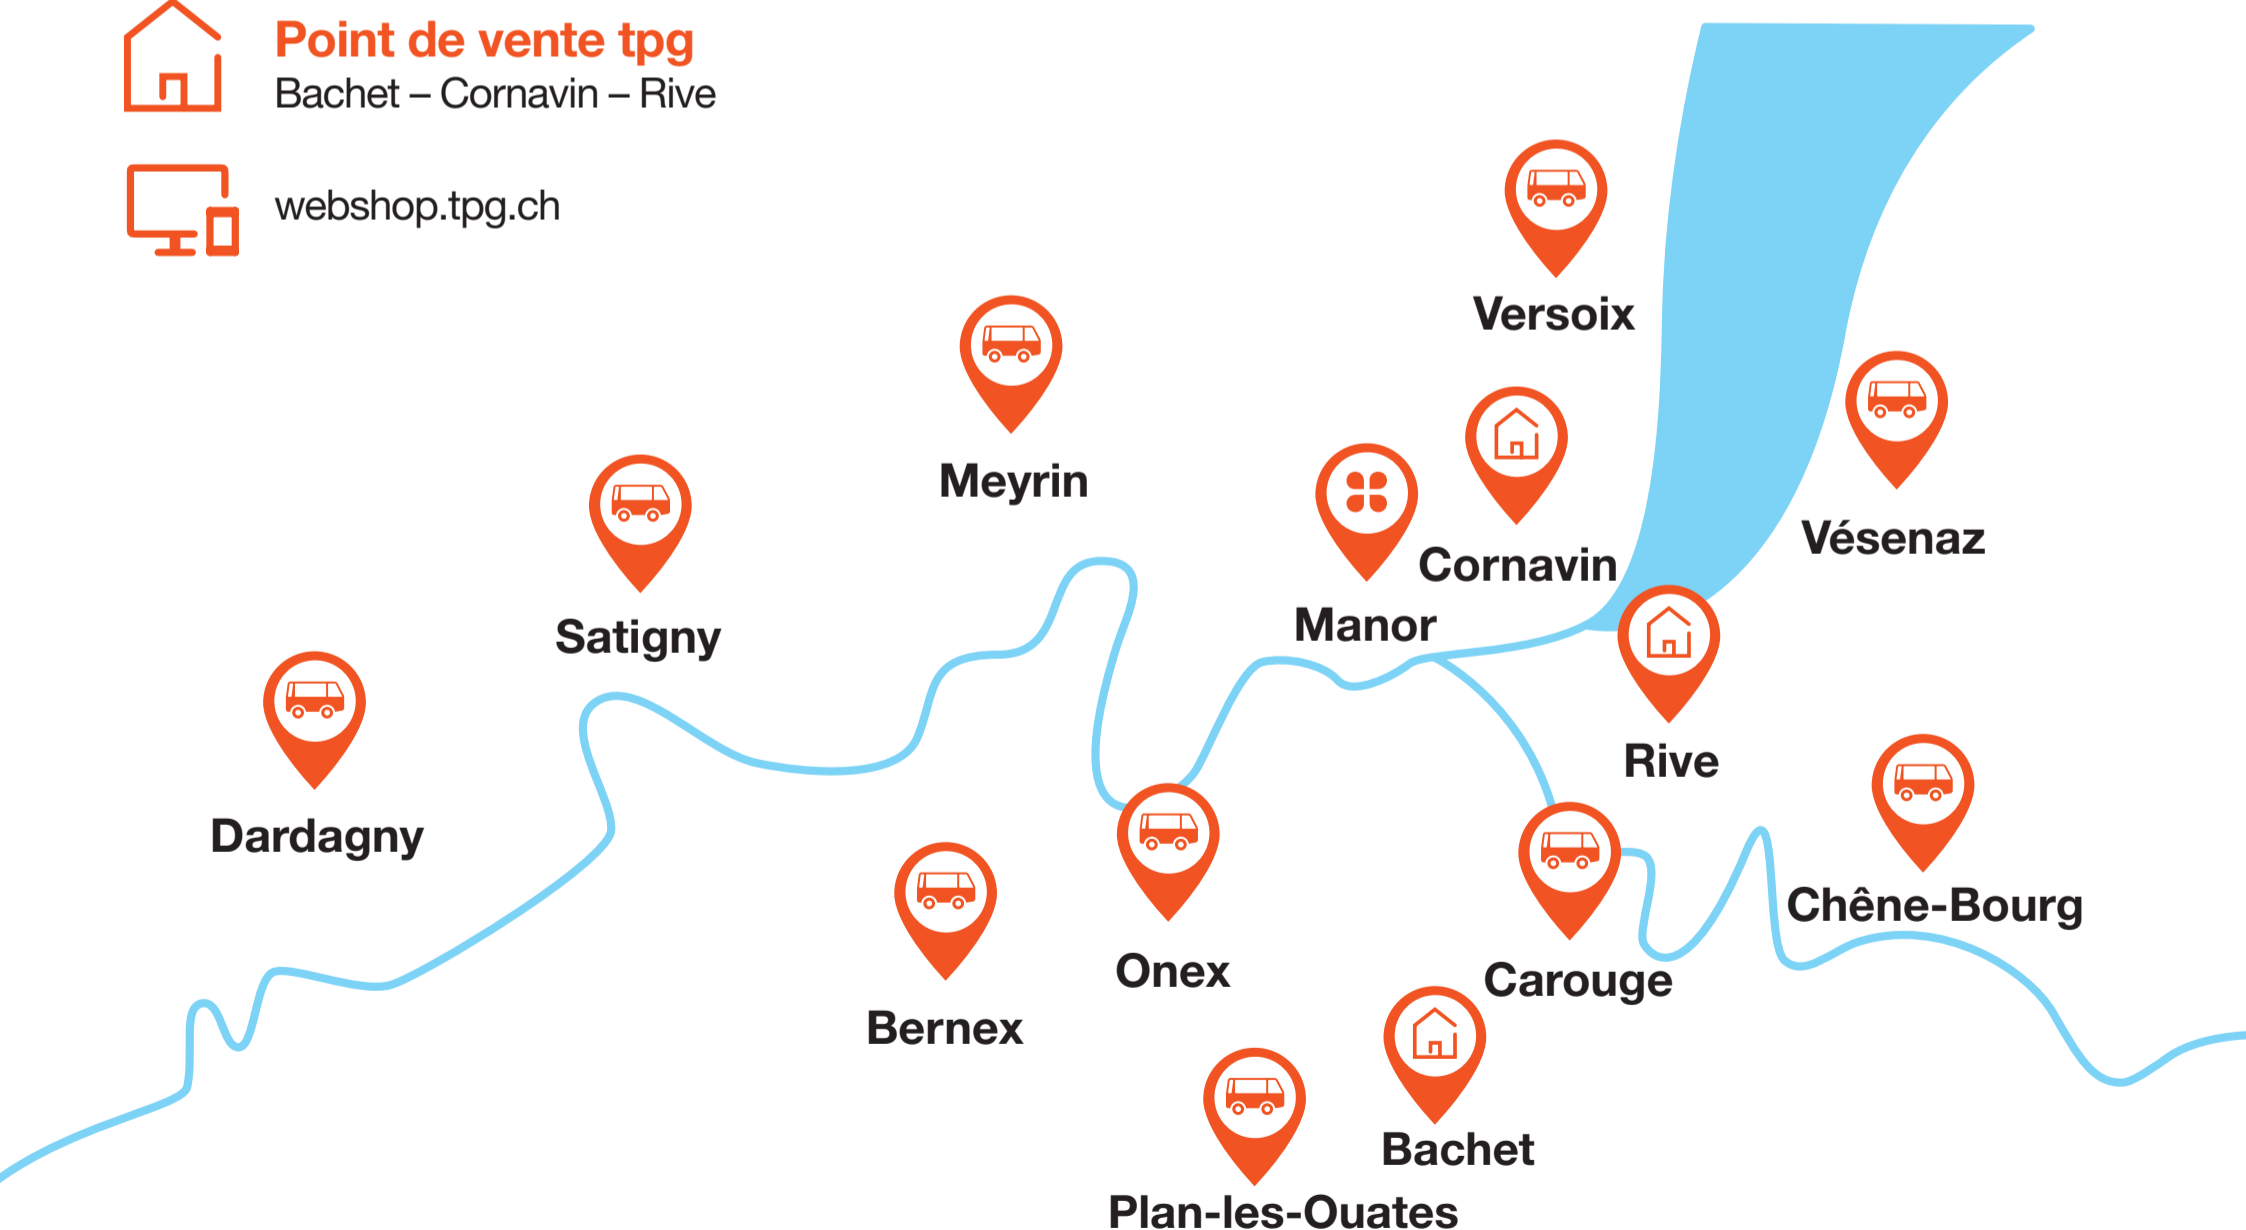 Point de vente tpg
Bachet – Cornavin – Rive
webshop.tpg.ch
Versoix
Meyrin
Vésenaz
Cornavin
Manor
Satigny
Rive
Dardagny
Chêne-Bourg
Onex
Carouge
Bernex
Bachet
Plan-les-Ouates